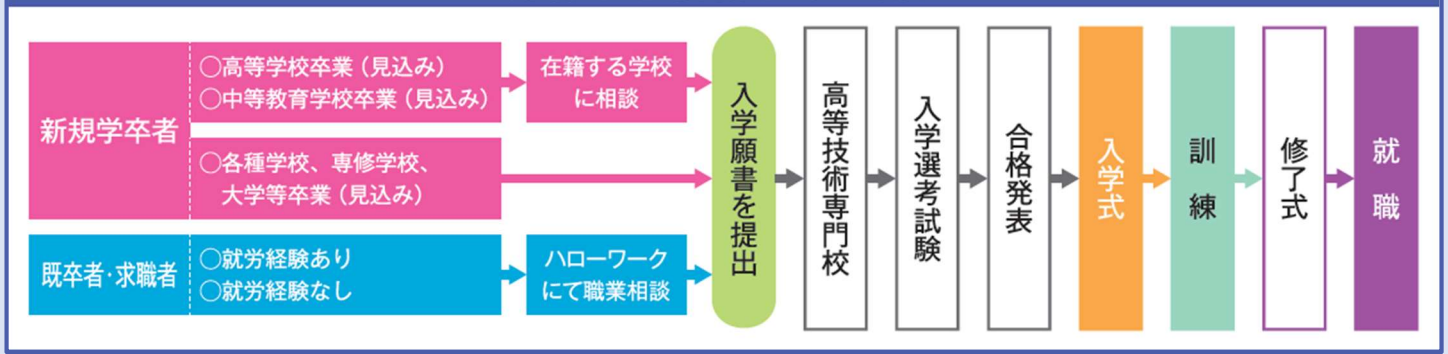 新規学卒者
○高等学校卒業（見込み）
○中等教育学校卒業（見込み）
在籍する学校
に相談
○各種学校、専修学校、
大学等卒業（見込み）
既卒者・求職者
○就労経験あり
○就労経験なし
ハローワーク
にて職業相談
入学願書を提出
高等技術専門校
入学選考試験
合格発表
入学式
訓練
修了式
就職